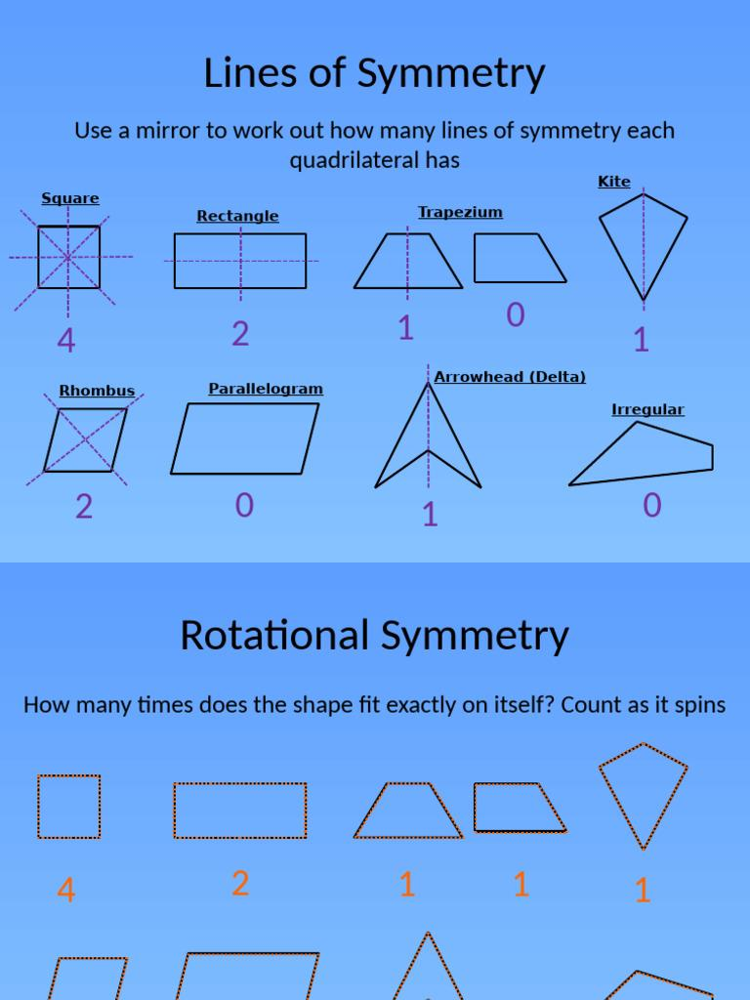 Lines of Symmetry
Use a mirror to work out how many lines of symmetry each
quadrilateral has
Square
Rectangle
Trapezium
Kite
4
2
1
0
1
Rhombus
Parallelogram
Arrowhead (Delta)
Irregular
2
0
1
0
Rotational Symmetry
How many times does the shape fit exactly on itself? Count as it spins
4
2
1
1
1